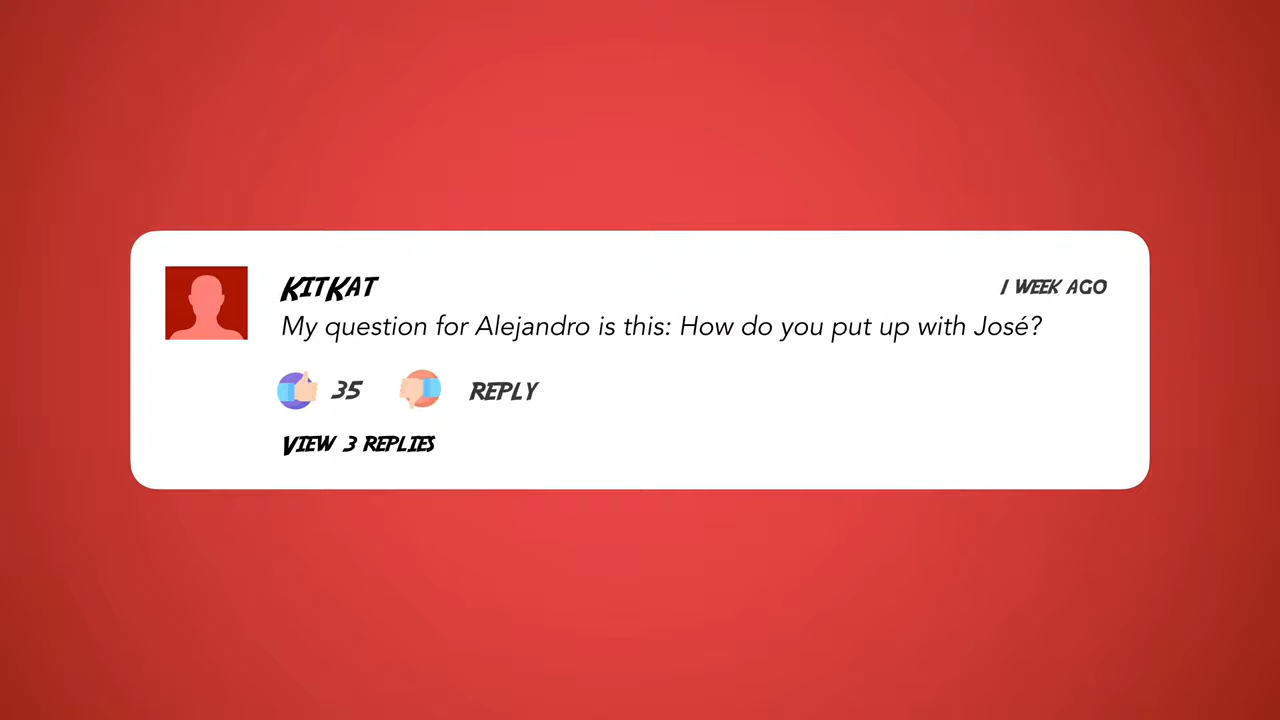 KitKat
1 week ago
My question for Alejandro is this: How do you put up with José?
35
Reply
View 3 replies